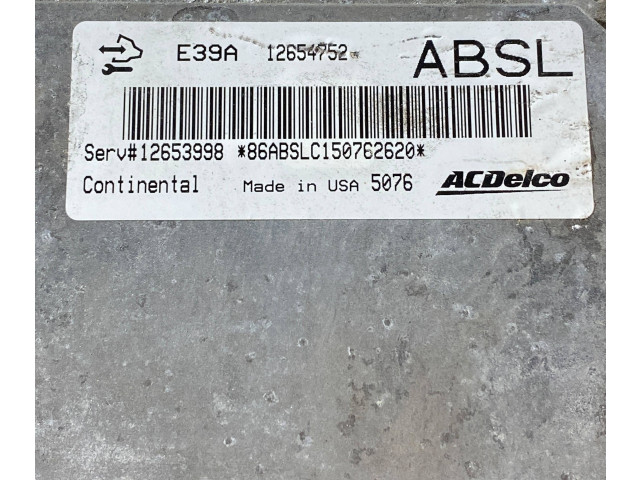 E39A 12654752 ABSL
Serv#12653998 *86ABSLC150762620*
Continental Made in USA 5076 ACDelco